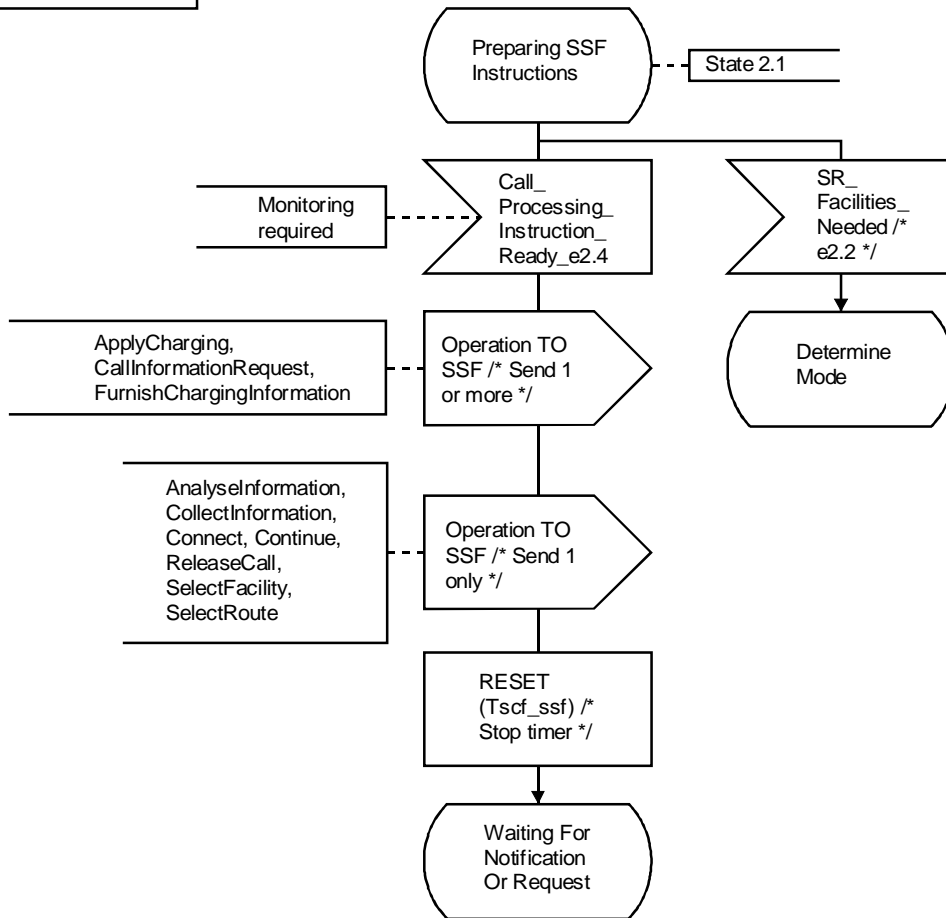 Preparing SSF
Instructions
State 2.1
Monitoring
required
Call_
Processing_
Instruction_
Ready_e2.4
SR_
Facilities_
Needed /*
e2.2 */
ApplyCharging,
CallInformationRequest,
FurnishChargingInformation
Operation TO
SSF /* Send 1
or more */
Determine
Mode
AnalyseInformation,
CollectInformation,
Connect, Continue,
ReleaseCall,
SelectFacility,
SelectRoute
Operation TO
SSF /* Send 1
only */
RESET
(Tscf_ssf) /*
Stop timer */
Waiting For
Notification
Or Request